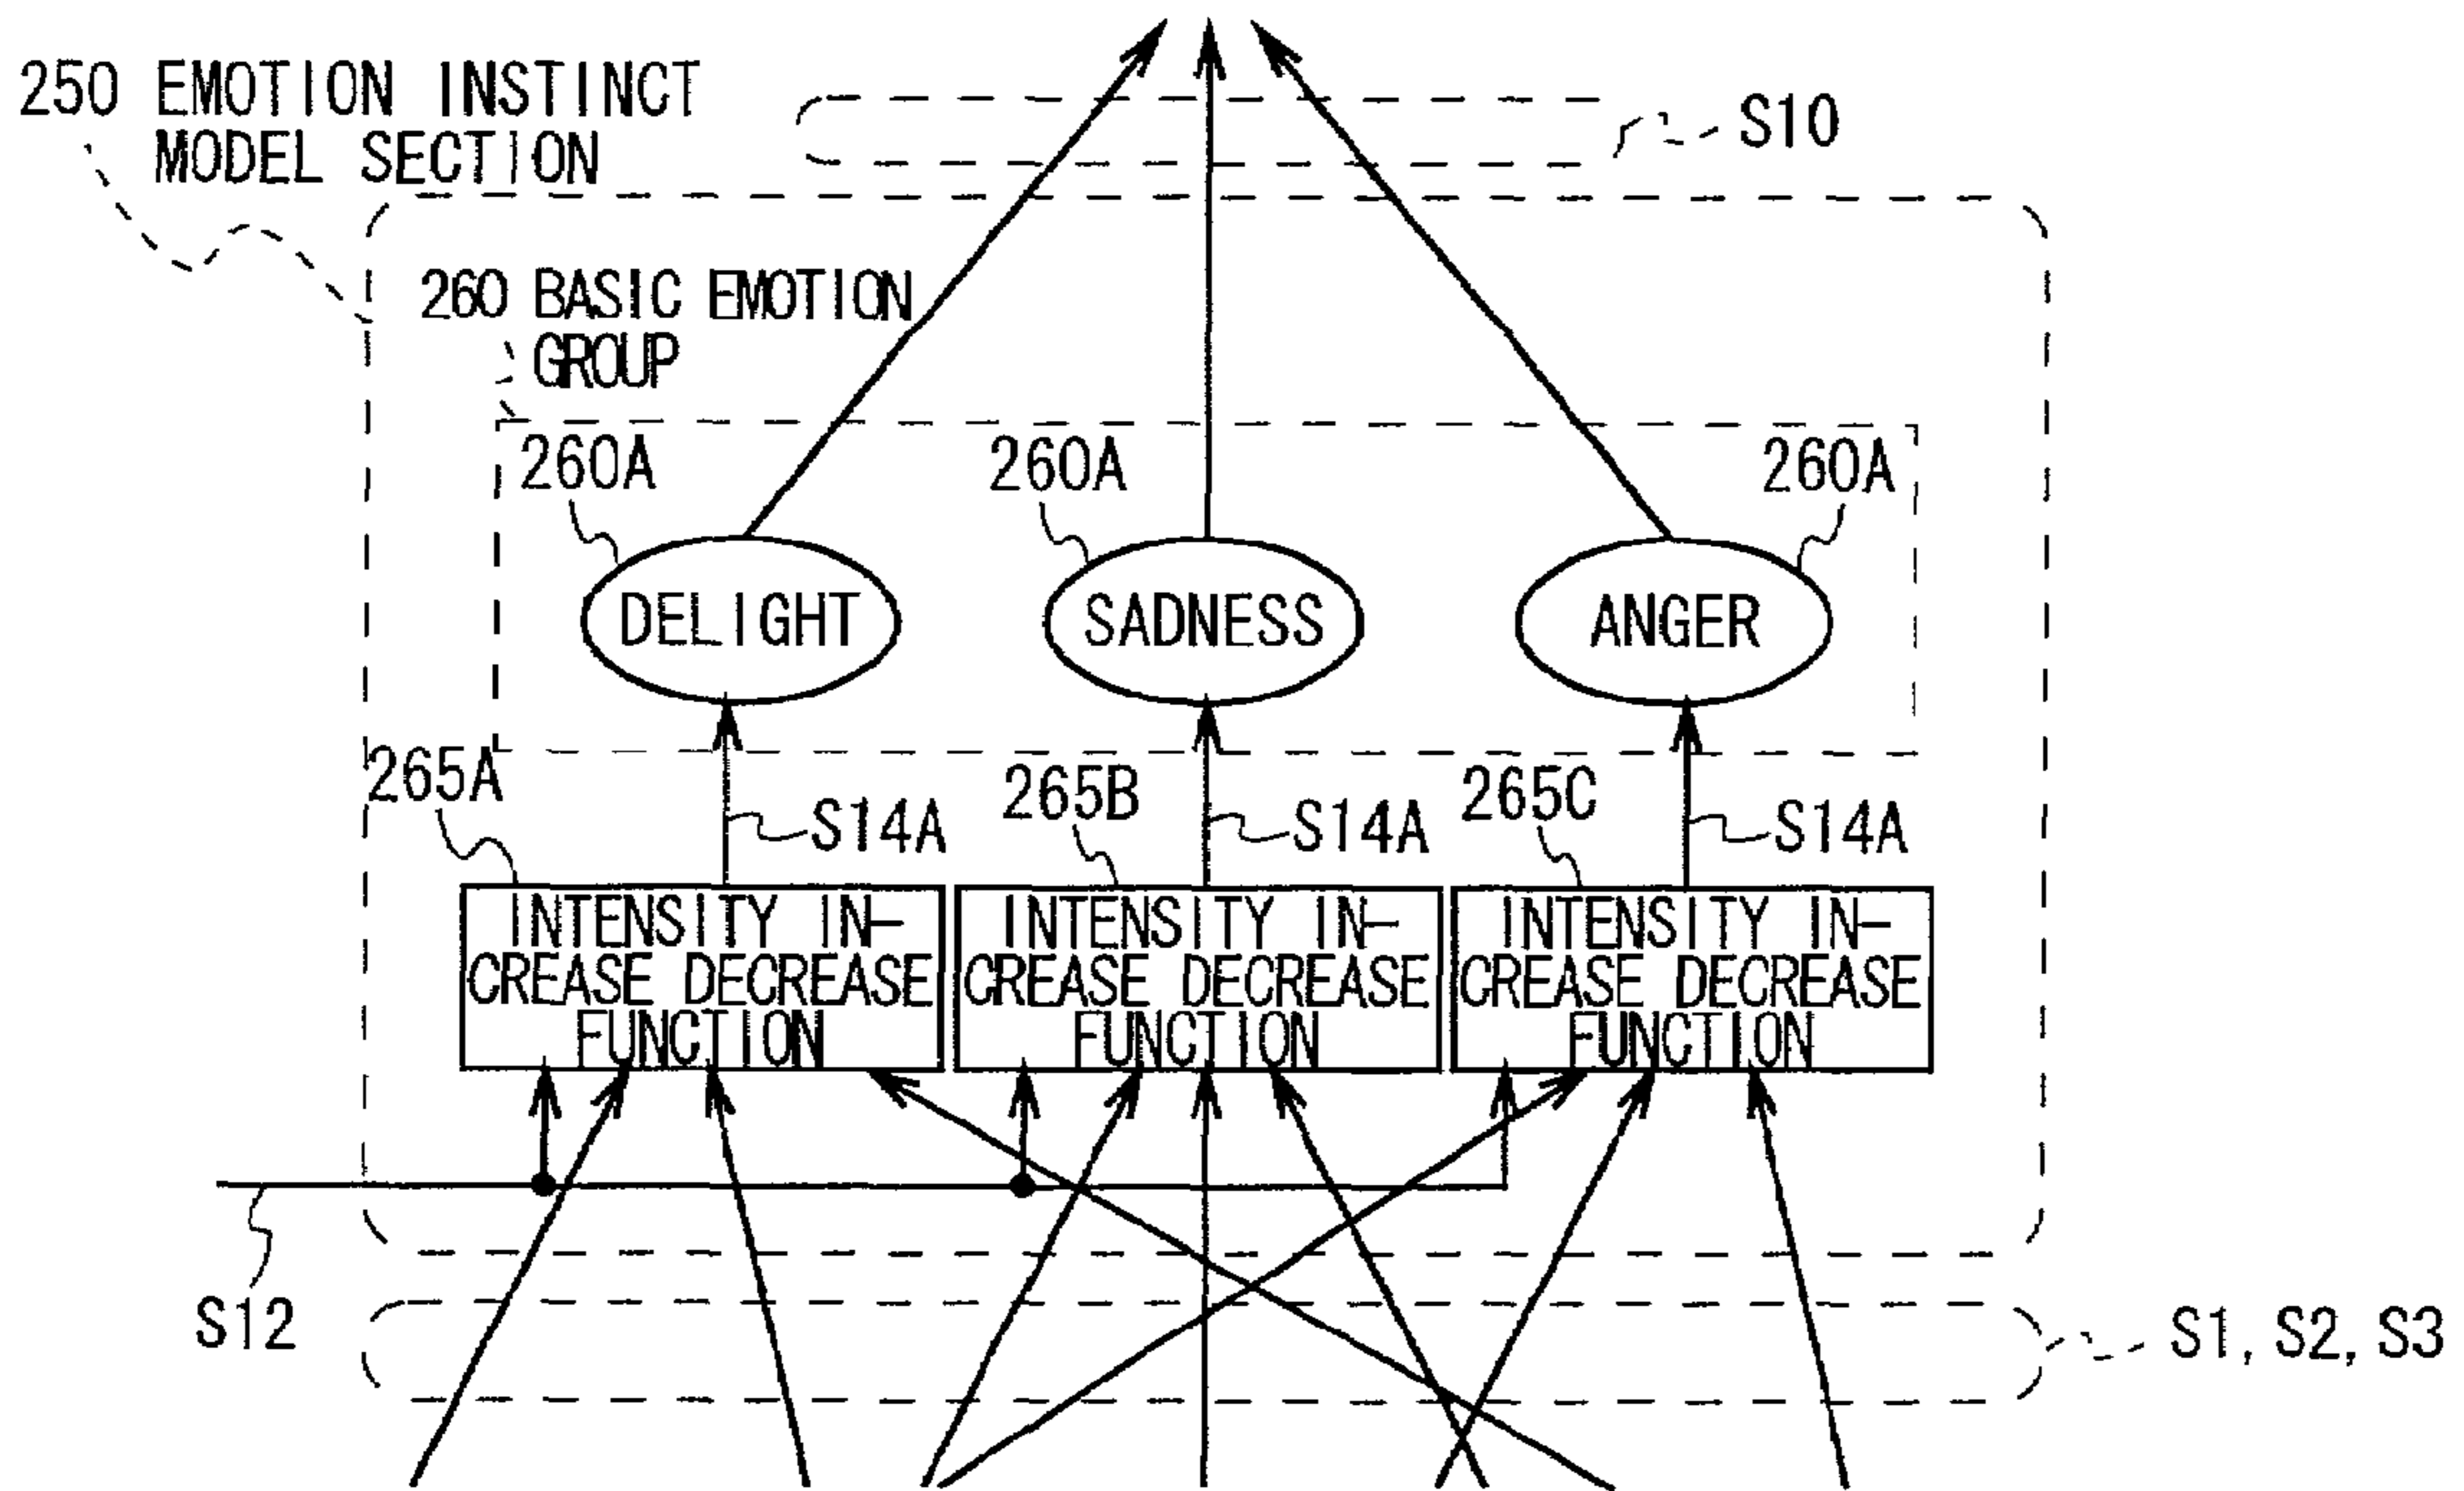 250 EMOTION INSTINCT
MODEL SECTION
S10
260 BASIC EMOTION
GROUP
260A
260A
260A
DELIGHT
SADNESS
ANGER
265A
265B
265C
S14A
S14A
S14A
INTENSITY IN-
CREASE DECREASE
FUNCTION
INTENSITY IN-
CREASE DECREASE
FUNCTION
INTENSITY IN-
CREASE DECREASE
FUNCTION
S12
S1, S2, S3